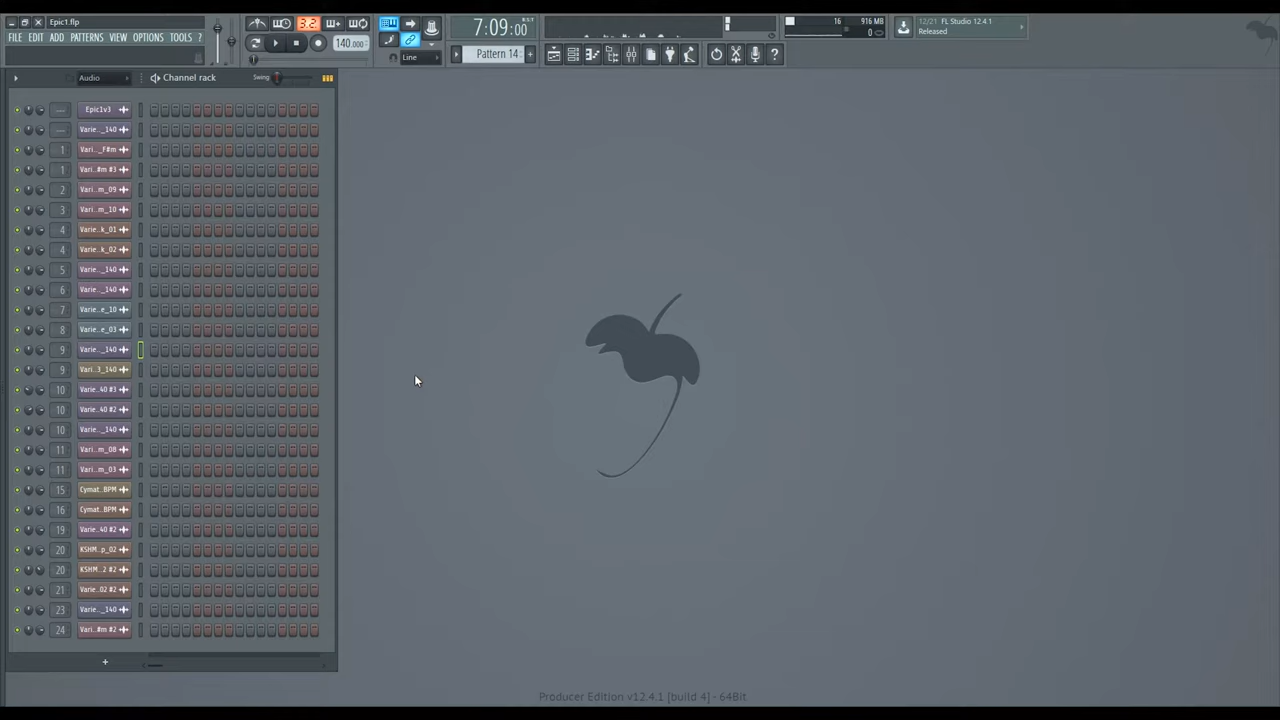 Epic1.flp
FILE EDIT ADD PATTERNS VIEW OPTIONS TOOLS ?
3.2
140.000
Line
7:09:00
Pattern 14
16
916 MB
0
12/21 FL Studio 12.4.1
Released
Audio
Channel rack
Swing
Epic1v3
Varie.._140
1 Vari.._F#m
1 Vari..#m #3
2 Vari..m_09
3 Vari..m_10
4 Varie..k_01
4 Varie..k_02
5 Varie.._140
6 Varie.._140
7 Varie..e_10
8 Varie..e_03
9 Varie.._140
9 Vari..3_140
10 Varie..40 #3
10 Varie..40 #2
10 Varie.._140
11 Vari..m_08
11 Vari..m_03
15 Cymat..BPM
16 Cymat..BPM
19 Varie..40 #2
20 KSHM..p_02
20 KSHM..2 #2
21 Varie..02 #2
23 Varie.._140
24 Vari..#m #2
+
Producer Edition v12.4.1 [build 4] - 64Bit